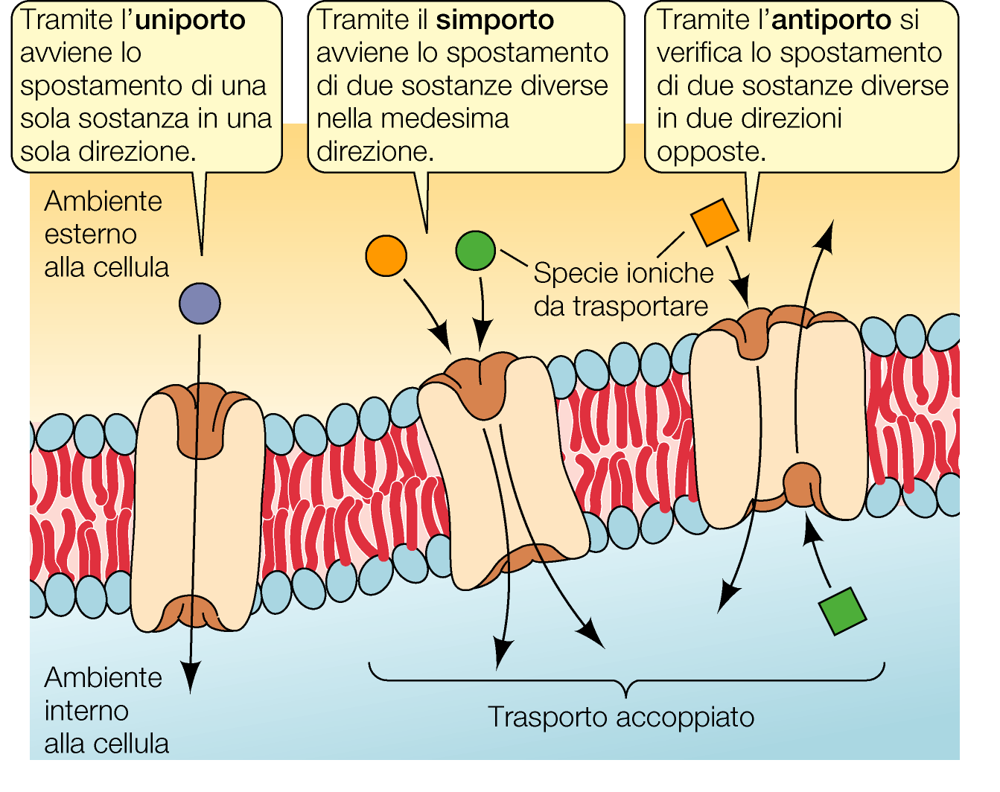 Tramite l’uniporto
avviene lo
spostamento di una
sola sostanza in una
sola direzione.
Tramite il simporto
avviene lo spostamento
di due sostanze diverse
nella medesima
direzione.
Tramite l’antiporto si
verifica lo spostamento
di due sostanze diverse
in due direzioni
opposte.
Ambiente
esterno
alla cellula
Specie ioniche
da trasportare
Ambiente
interno
alla cellula
Trasporto accoppiato